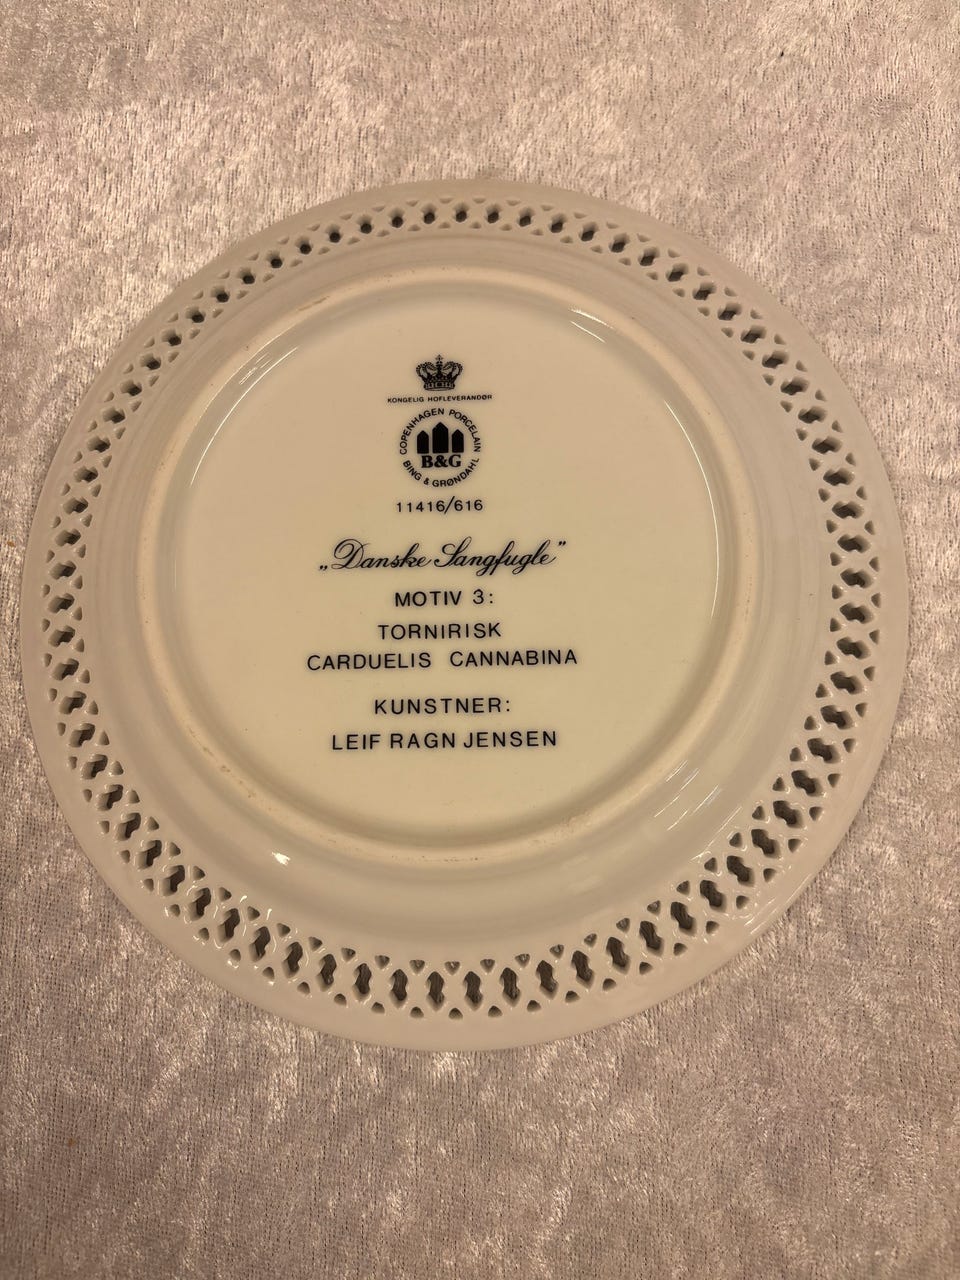 KONGELIG HOFLEVERANDØR
COPENHAGEN PORCELAIN
B&G
BING & GRØNDAHL
11416/616
„Danske Sangfugle”
MOTIV 3:
TORNIRISK
CARDUELIS CANNABINA
KUNSTNER:
LEIF RAGN JENSEN